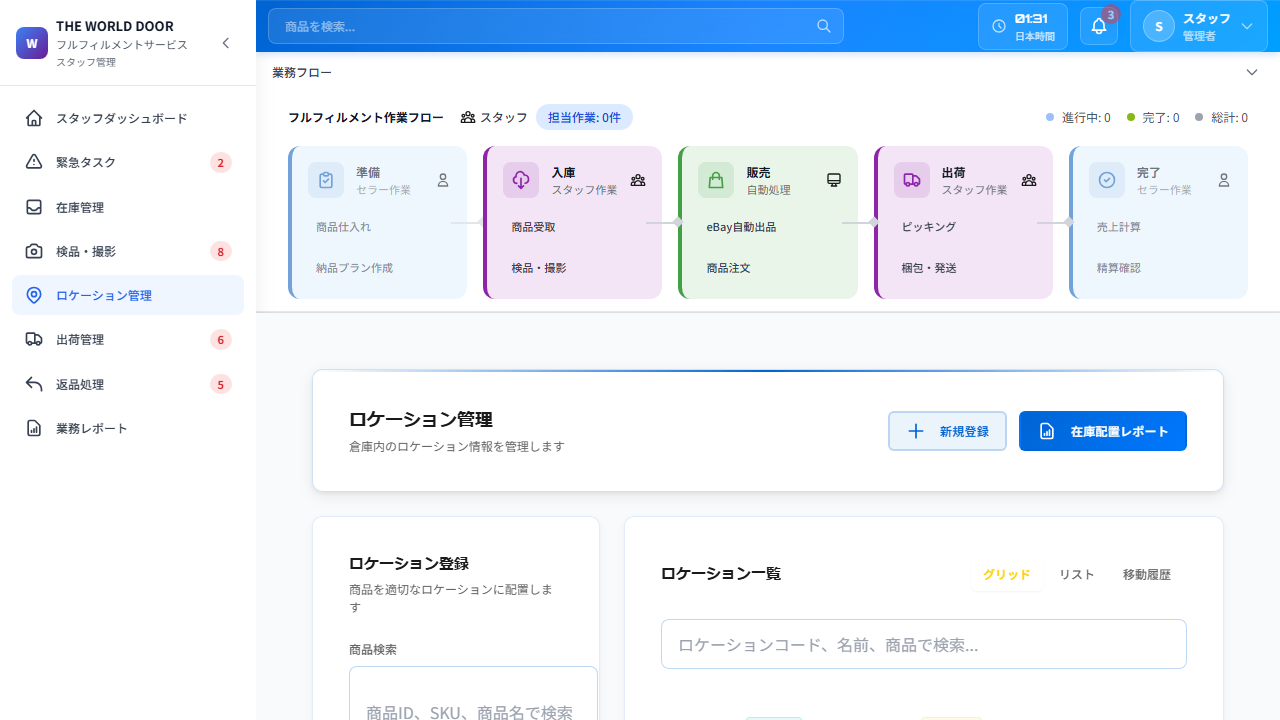 W
THE WORLD DOOR
フルフィルメントサービス
スタッフ管理
スタッフダッシュボード
緊急タスク
2
在庫管理
検品・撮影
8
ロケーション管理
出荷管理
6
返品処理
5
業務レポート
商品を検索...
01:31
日本時間
3
S
スタッフ
管理者
業務フロー
フルフィルメント作業フロー
スタッフ
担当作業: 0件
進行中: 0
完了: 0
総計: 0
準備
セラー作業
商品仕入れ
納品プラン作成
入庫
スタッフ作業
商品受取
検品・撮影
販売
自動処理
eBay自動出品
商品注文
出荷
スタッフ作業
ピッキング
梱包・発送
完了
セラー作業
売上計算
精算確認
ロケーション管理
倉庫内のロケーション情報を管理します
新規登録
在庫配置レポート
ロケーション登録
商品を適切なロケーションに配置しま
す
商品検索
商品ID、SKU、商品名で検索
ロケーション一覧
グリッド
リスト
移動履歴
ロケーションコード、名前、商品で検索...